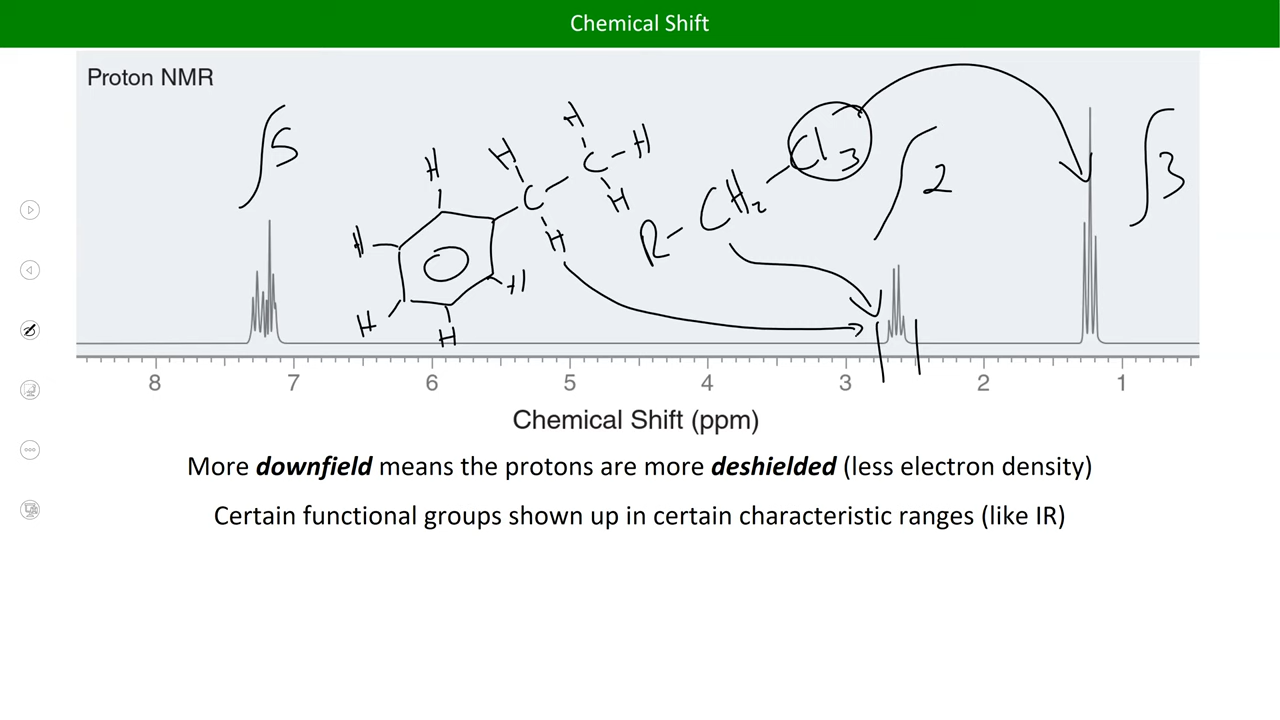 Chemical Shift
Proton NMR
∫5
H H H H
C C-H
H H
H H
H H
R-CH2-Cl3
∫2
∫3
8 7 6 5 4 3 2 1
Chemical Shift (ppm)
More downfield means the protons are more deshielded (less electron density)
Certain functional groups shown up in certain characteristic ranges (like IR)